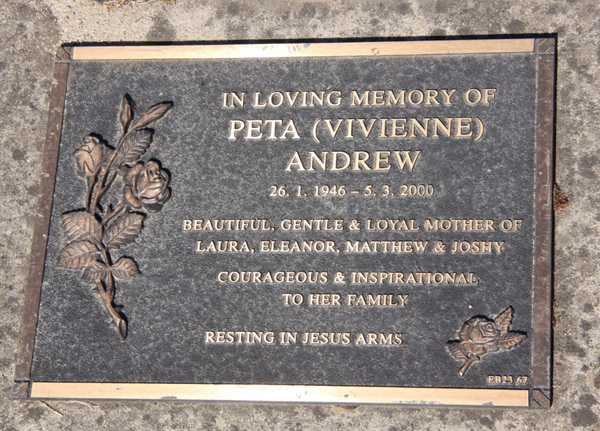 IN LOVING MEMORY OF
PETA (VIVIENNE)
ANDREW
26. 1. 1946 – 5. 3. 2000
BEAUTIFUL, GENTLE & LOYAL MOTHER OF
LAURA, ELEANOR, MATTHEW & JOSHY
COURAGEOUS & INSPIRATIONAL
TO HER FAMILY
RESTING IN JESUS ARMS
EB23 67